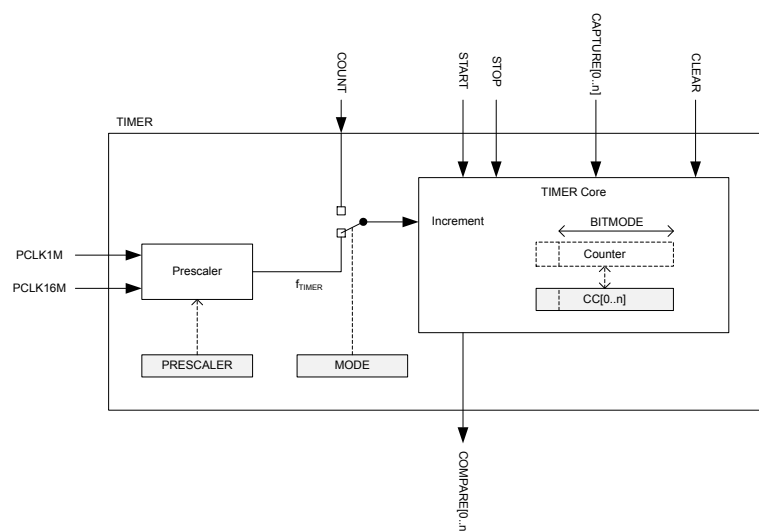 COUNT
START
STOP
CAPTURE[0..n]
CLEAR
TIMER
TIMER Core
Increment
BITMODE
Counter
CC[0..n]
PCLK1M
PCLK16M
Prescaler
fTIMER
PRESCALER
MODE
COMPARE[0..n